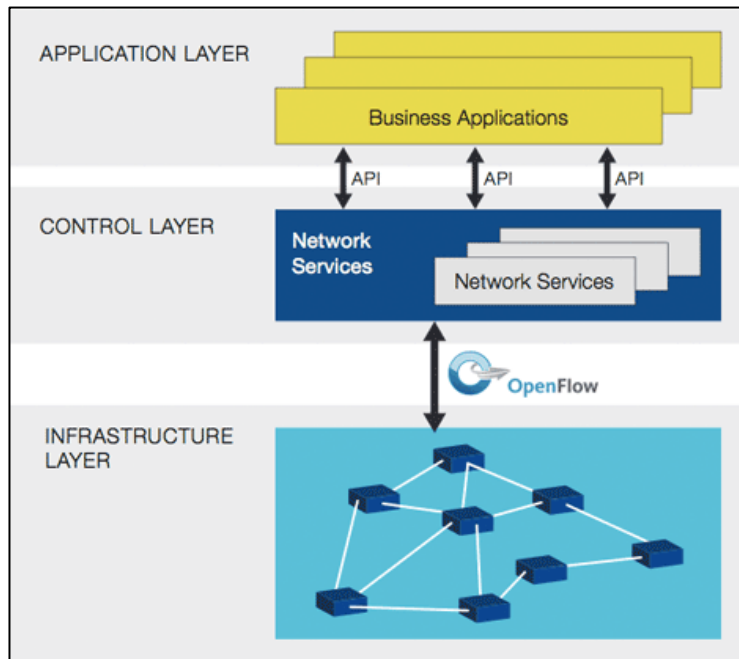 APPLICATION LAYER
Business Applications
API API API
CONTROL LAYER
Network
Services
Network Services
OpenFlow
INFRASTRUCTURE
LAYER